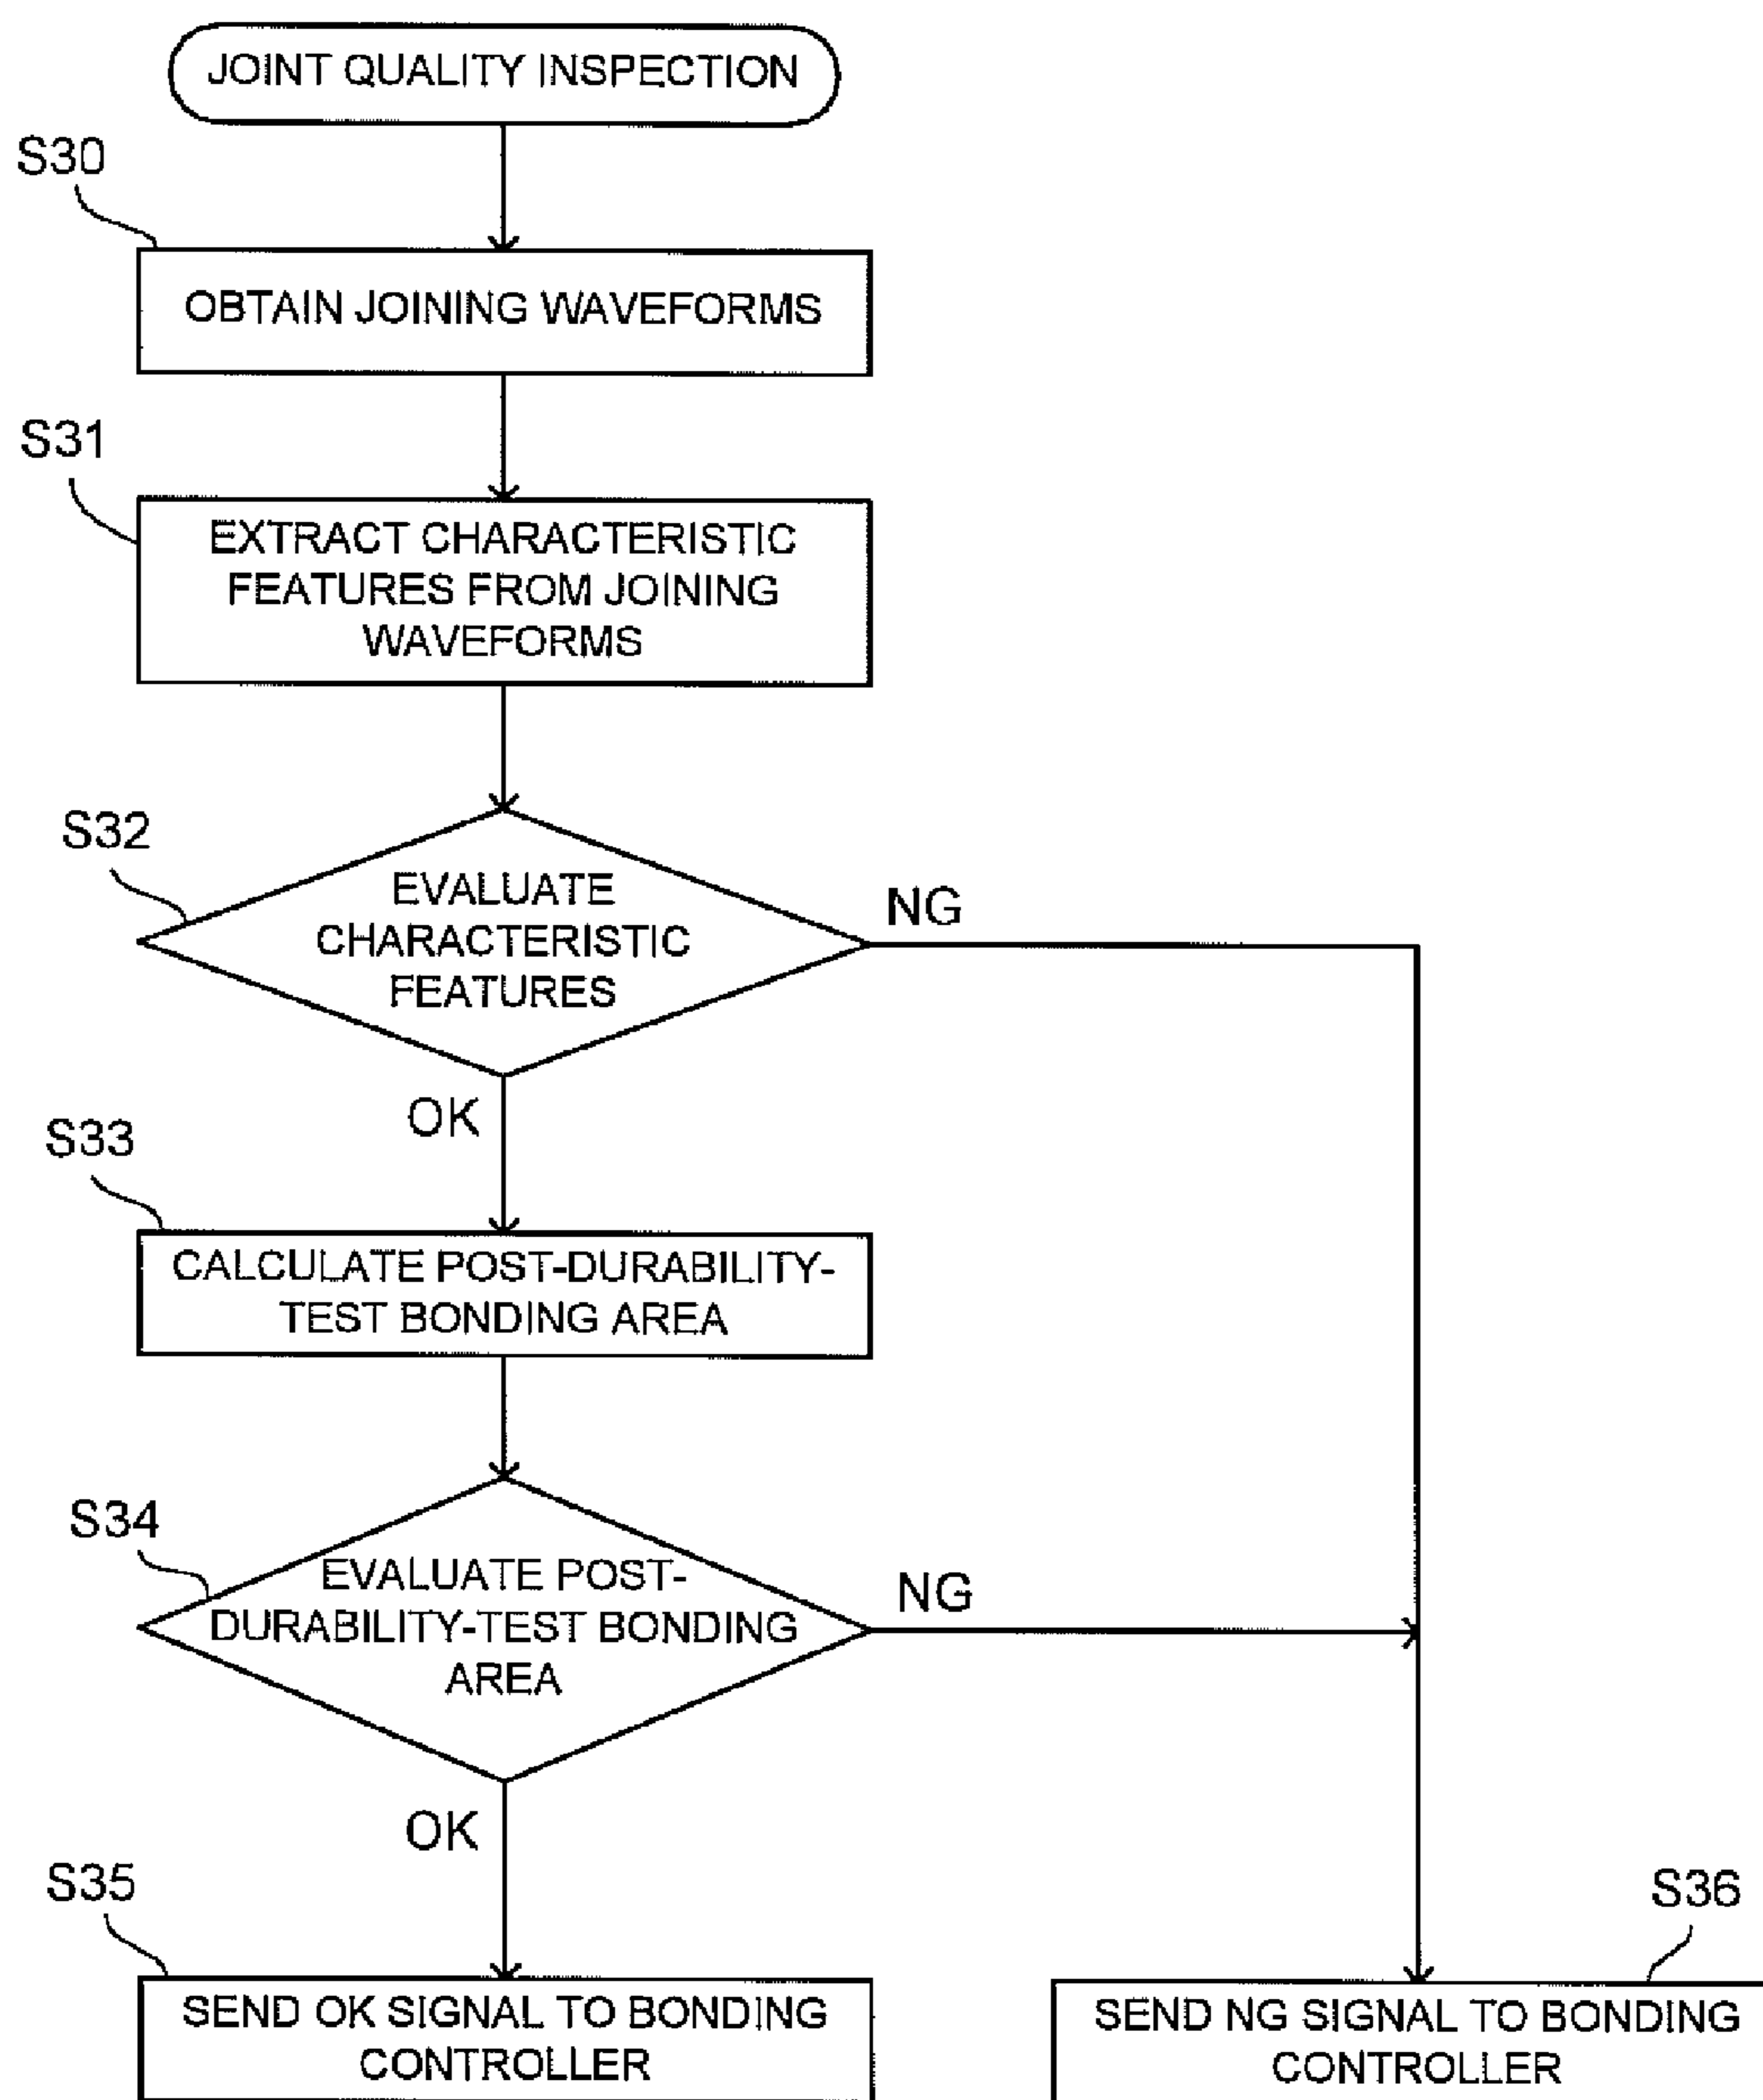 JOINT QUALITY INSPECTION
S30
OBTAIN JOINING WAVEFORMS
S31
EXTRACT CHARACTERISTIC
FEATURES FROM JOINING
WAVEFORMS
S32
EVALUATE
CHARACTERISTIC
FEATURES
NG
OK
S33
CALCULATE POST-DURABILITY-
TEST BONDING AREA
S34
EVALUATE POST-
DURABILITY-TEST BONDING
AREA
NG
OK
S35
SEND OK SIGNAL TO BONDING
CONTROLLER
S36
SEND NG SIGNAL TO BONDING
CONTROLLER